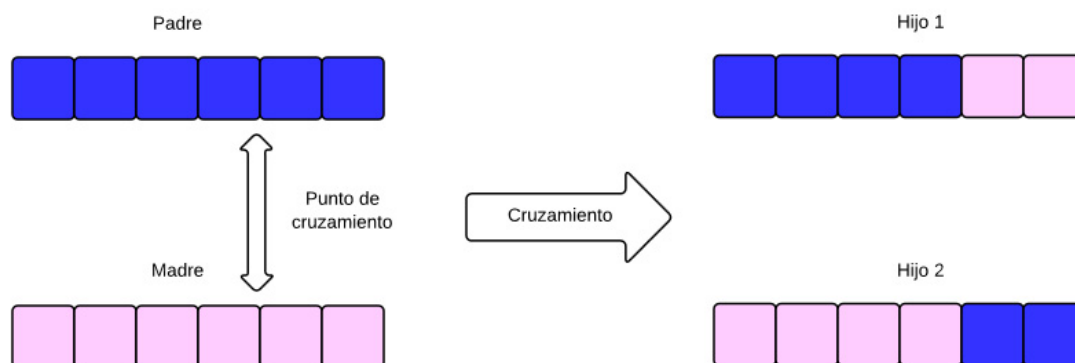 Padre
Hijo 1
Punto de
cruzamiento
Cruzamiento
Madre
Hijo 2